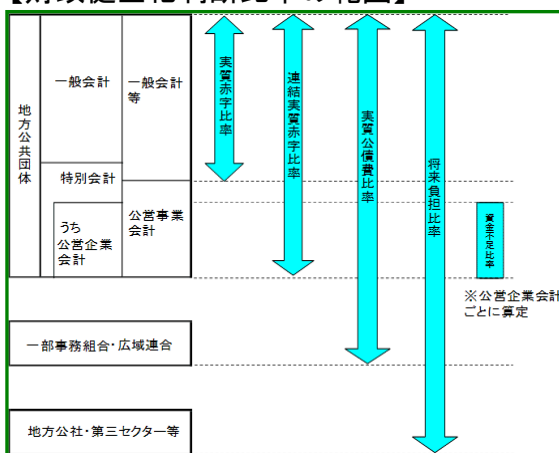 【財政健全化判断比率の範囲】
地方公共団体
一般会計
一般会計
等
特別会計
うち
公営企業
会計
公営事業
会計
実質赤字比率
連結実質赤字比率
実質公債費比率
将来負担比率
資金不足比率
※公営企業会計
ごとに算定
一部事務組合・広域連合
地方公社・第三セクター等